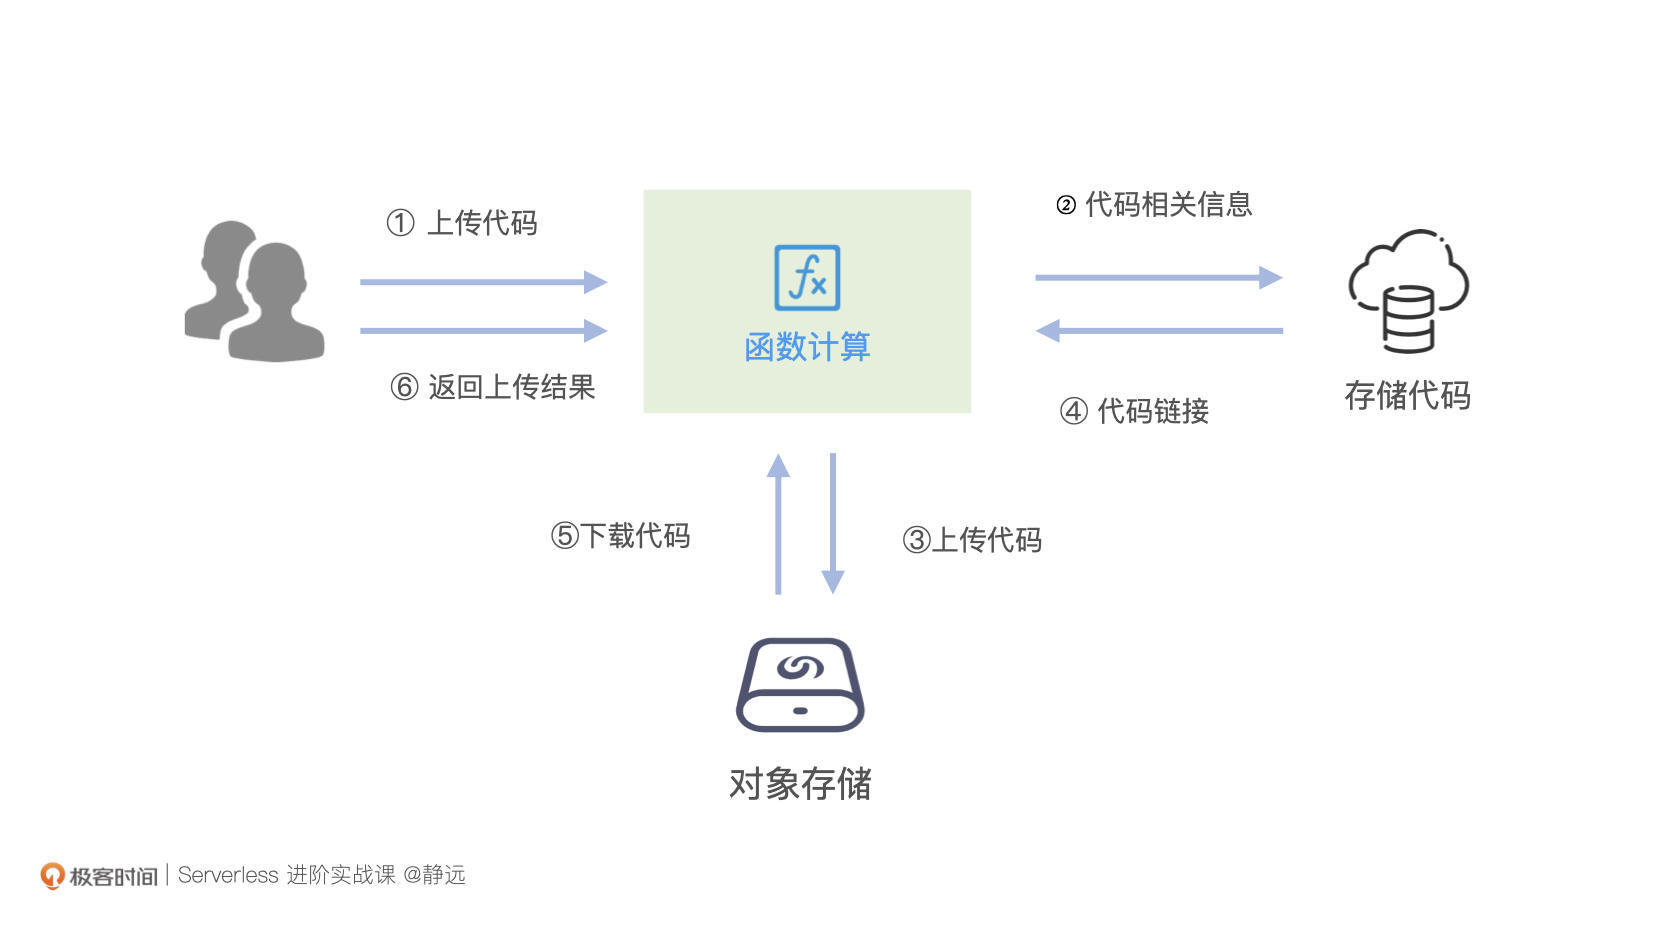 ① 上传代码
② 代码相关信息
fx
函数计算
⑥ 返回上传结果
存储代码
④ 代码链接
⑤下载代码
③上传代码
对象存储
极客时间 | Serverless 进阶实战课 @静远